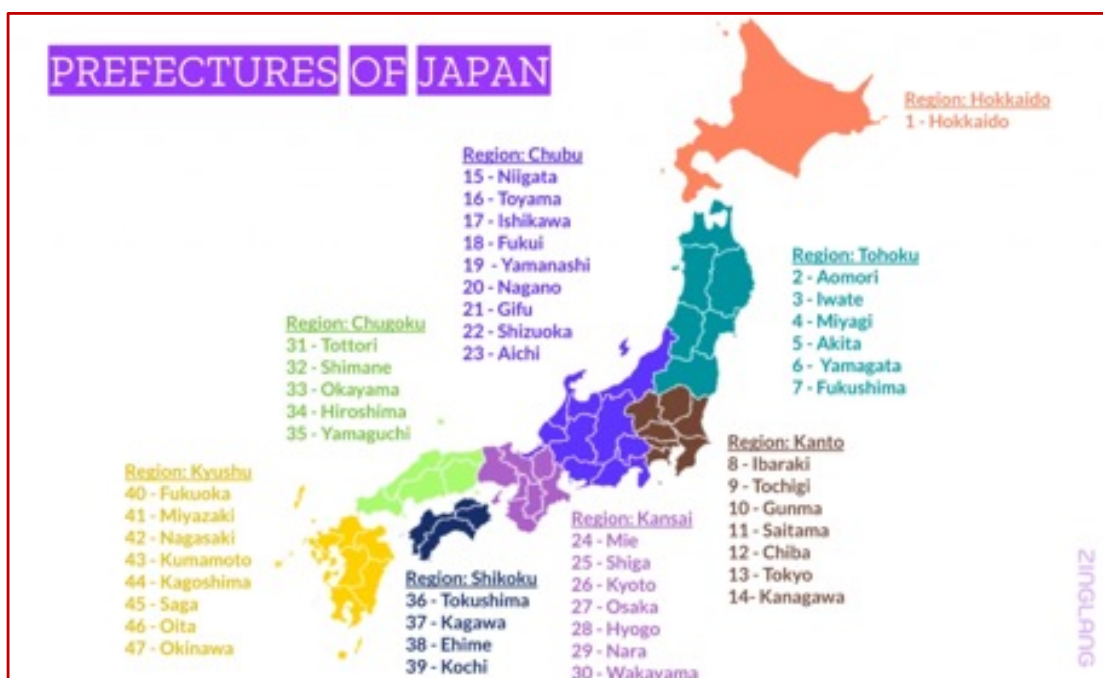 PREFECTURES OF JAPAN
Region: Hokkaido
1 - Hokkaido
Region: Chubu
15 - Niigata
16 - Toyama
17 - Ishikawa
18 - Fukui
19 - Yamanashi
20 - Nagano
21 - Gifu
22 - Shizuoka
23 - Aichi
Region: Tohoku
2 - Aomori
3 - Iwate
4 - Miyagi
5 - Akita
6 - Yamagata
7 - Fukushima
Region: Chugoku
31 - Tottori
32 - Shimane
33 - Okayama
34 - Hiroshima
35 - Yamaguchi
Region: Kanto
8 - Ibaraki
9 - Tochigi
10 - Gunma
11 - Saitama
12 - Chiba
13 - Tokyo
14- Kanagawa
Region: Kyushu
40 - Fukuoka
41 - Miyazaki
42 - Nagasaki
43 - Kumamoto
44 - Kagoshima
45 - Saga
46 - Oita
47 - Okinawa
Region: Shikoku
36 - Tokushima
37 - Kagawa
38 - Ehime
39 - Kochi
Region: Kansai
24 - Mie
25 - Shiga
26 - Kyoto
27 - Osaka
28 - Hyogo
29 - Nara
30 - Wakayama
ZINGLANG